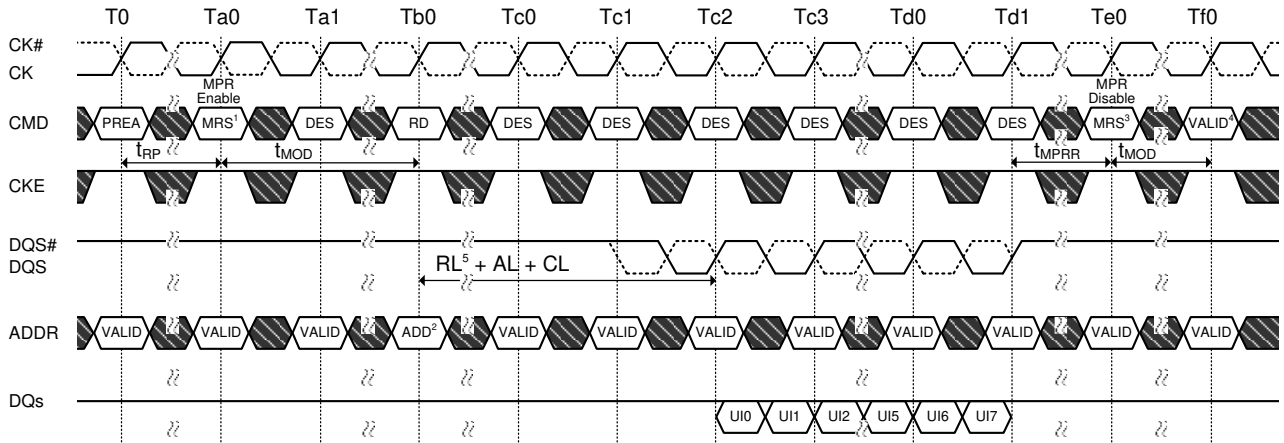 T0 Ta0 Ta1 Tb0 Tc0 Tc1 Tc2 Tc3 Td0 Td1 Te0 Tf0
CK#
CK
MPR
Enable
MPR
Disable
CMD PREA MRS¹ DES RD DES DES DES DES DES DES MRS³ VALID⁴
tRP tMOD tMPRR tMOD
CKE
DQS#
DQS
RL⁵ + AL + CL
ADDR VALID VALID VALID ADD² VALID VALID VALID VALID VALID VALID VALID VALID
DQs
UI0 UI1 UI2 UI5 UI6 UI7